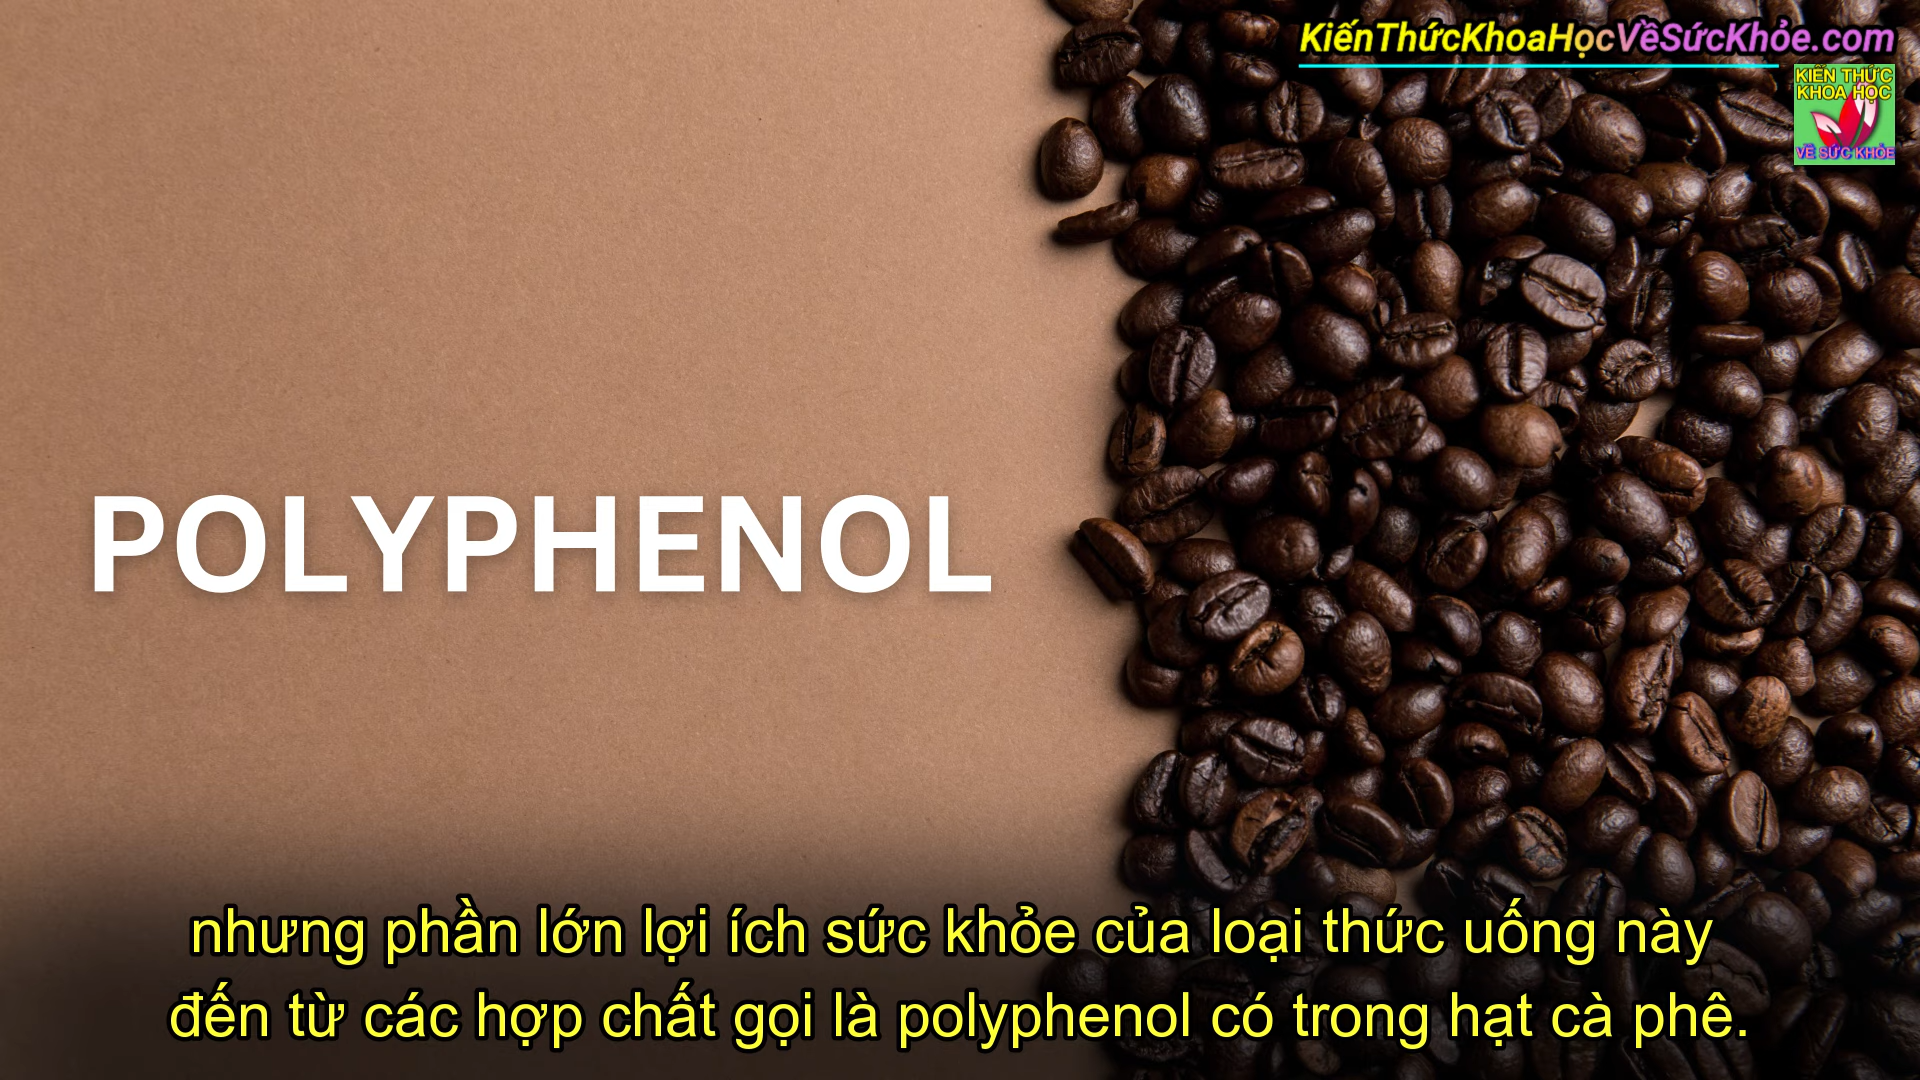 KiếnThứcKhoaHọcVềSứcKhỏe.com
KIẾN THỨC
KHOA HỌC
VỀ SỨC KHỎE
POLYPHENOL
nhưng phần lớn lợi ích sức khỏe của loại thức uống này
đến từ các hợp chất gọi là polyphenol có trong hạt cà phê.